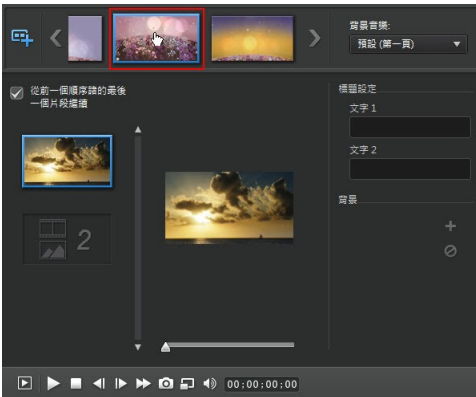 背景音樂:
預設 (第一頁)
從前一個順序譜的最後
一個片段繼續
標題設定
文字 1
文字 2
背景
2
00;00;00;00